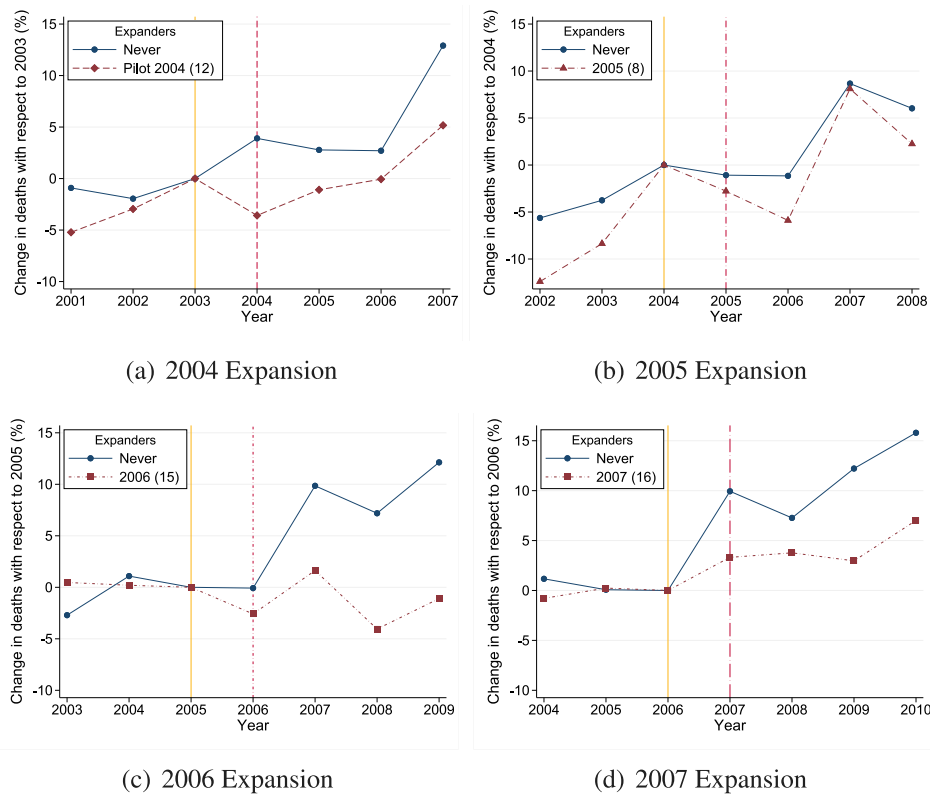 Change in deaths with respect to 2003 (%)
15
10
5
0
-5
-10
Expanders
Never
Pilot 2004 (12)
2001 2002 2003 2004 2005 2006 2007
Year
(a) 2004 Expansion
Change in deaths with respect to 2004 (%)
15
10
5
0
-5
-10
Expanders
Never
2005 (8)
2002 2003 2004 2005 2006 2007 2008
Year
(b) 2005 Expansion
Change in deaths with respect to 2005 (%)
15
10
5
0
-5
-10
Expanders
Never
2006 (15)
2003 2004 2005 2006 2007 2008 2009
Year
(c) 2006 Expansion
Change in deaths with respect to 2006 (%)
15
10
5
0
-5
-10
Expanders
Never
2007 (16)
2004 2005 2006 2007 2008 2009 2010
Year
(d) 2007 Expansion